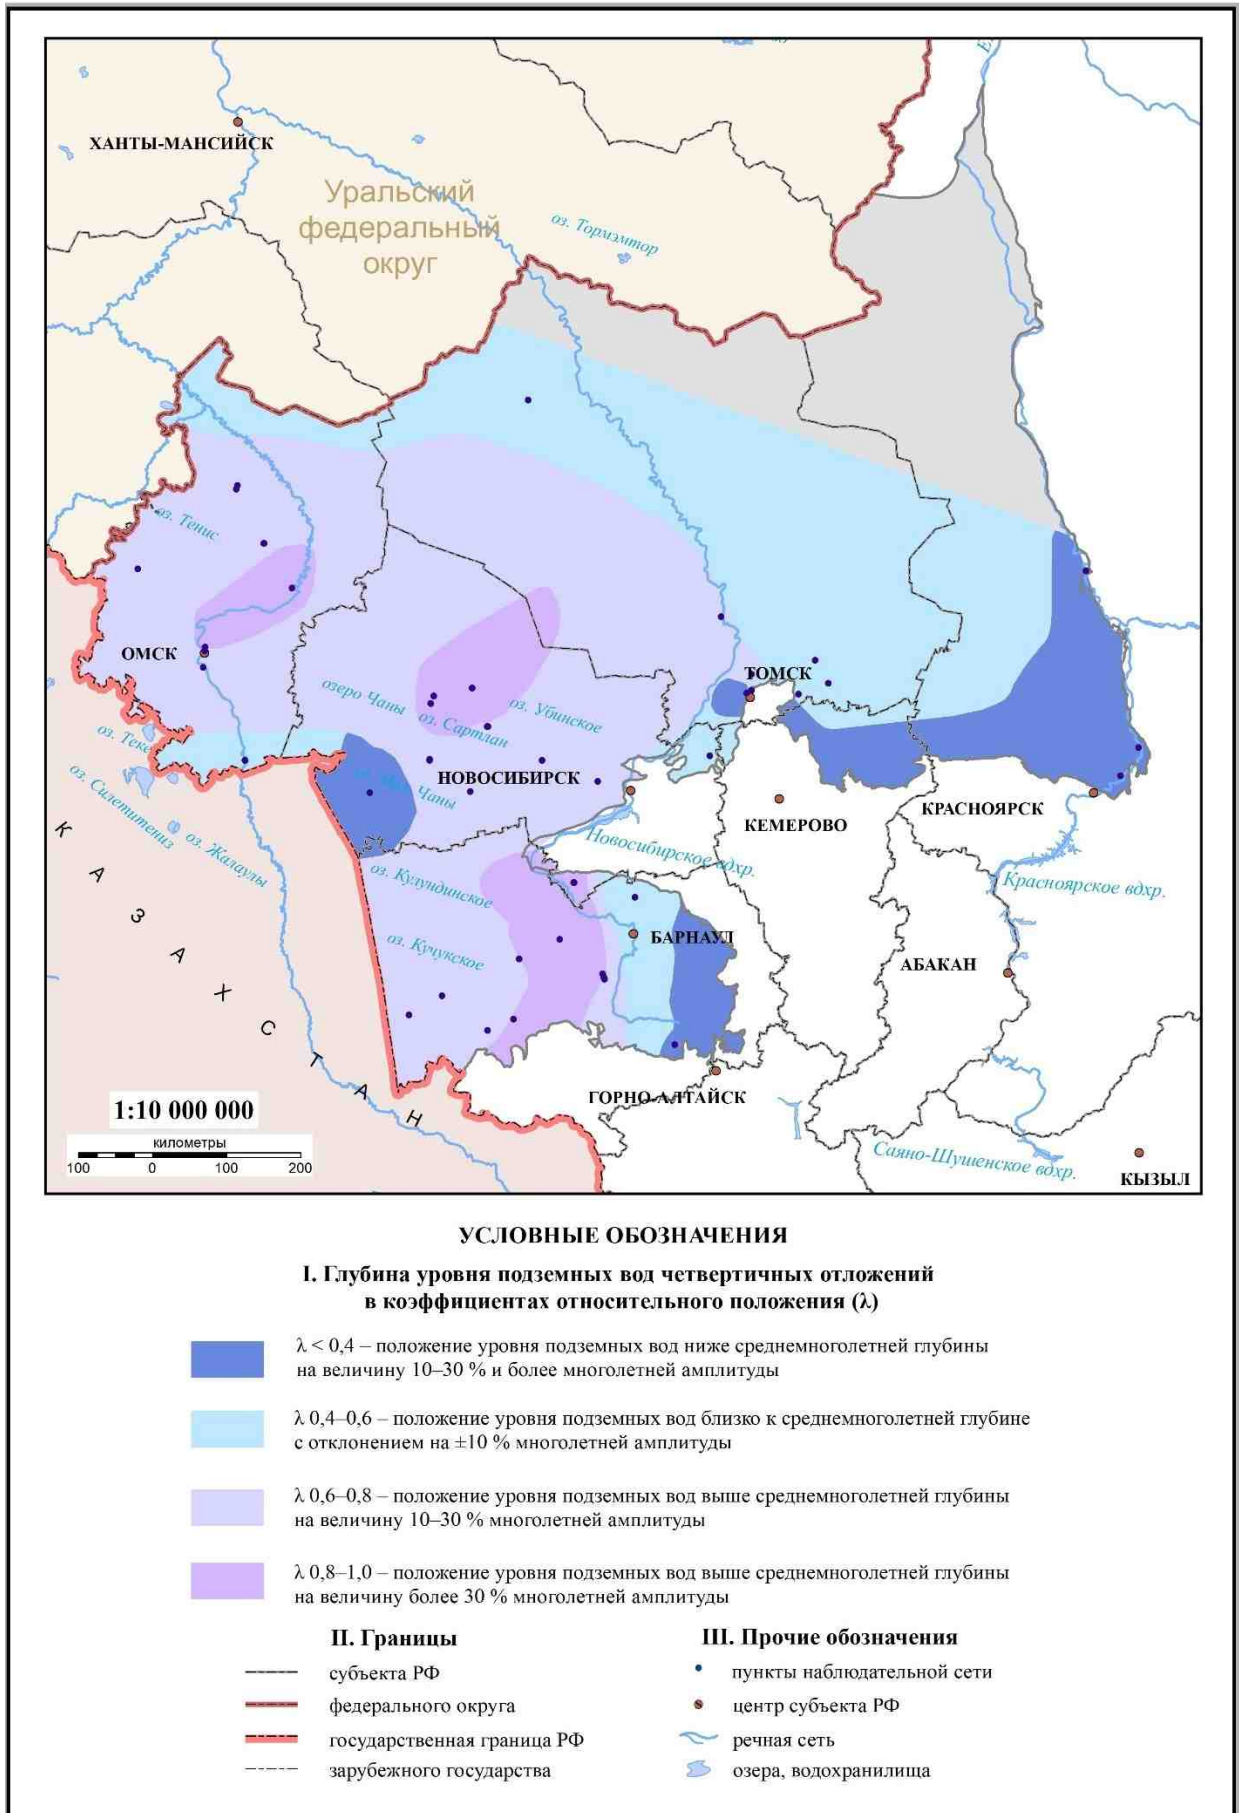 Е
ХАНТЫ-МАНСИЙСК
Уральский
федеральный
округ
оз. Тормэмтор
оз. Тенис
ОМСК
ТОМСК
озеро Чаны
оз. Сартлан
оз. Убинское
оз. Теке
оз. Силетитениз
оз. Жалаулы
Чаны
НОВОСИБИРСК
КЕМЕРОВО
КРАСНОЯРСК
Новосибирское вдхр.
Красноярское вдхр.
оз. Кулундинское
оз. Кучукское
БАРНАУЛ
АБАКАН
КАЗАХСТАН
ГОРНО-АЛТАЙСК
Саяно-Шушенское вдхр.
КЫЗЫЛ
1:10 000 000
километры
100 0 100 200
УСЛОВНЫЕ ОБОЗНАЧЕНИЯ
I. Глубина уровня подземных вод четвертичных отложений
в коэффициентах относительного положения (λ)
λ < 0,4 – положение уровня подземных вод ниже среднемноголетней глубины
на величину 10–30 % и более многолетней амплитуды
λ 0,4–0,6 – положение уровня подземных вод близко к среднемноголетней глубине
с отклонением на ±10 % многолетней амплитуды
λ 0,6–0,8 – положение уровня подземных вод выше среднемноголетней глубины
на величину 10–30 % многолетней амплитуды
λ 0,8–1,0 – положение уровня подземных вод выше среднемноголетней глубины
на величину более 30 % многолетней амплитуды
II. Границы
субъекта РФ
федерального округа
государственная граница РФ
зарубежного государства
III. Прочие обозначения
пункты наблюдательной сети
центр субъекта РФ
речная сеть
озера, водохранилища